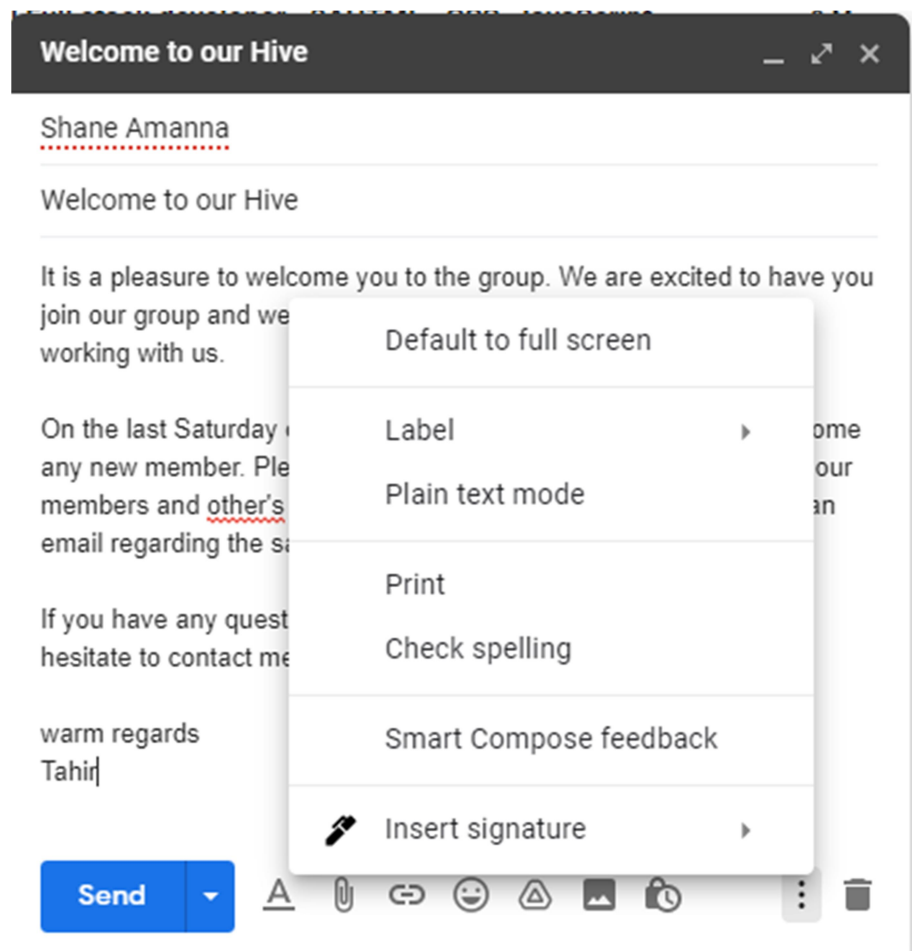 Welcome to our Hive
Shane Amanna
Welcome to our Hive
It is a pleasure to welcome you to the group. We are excited to have you
join our group and we
working with us.
On the last Saturday ome
any new member. Ple our
members and other's an
email regarding the sa
If you have any quest
hesitate to contact me
warm regards
Tahir
Default to full screen
Label
Plain text mode
Print
Check spelling
Smart Compose feedback
Insert signature
Send